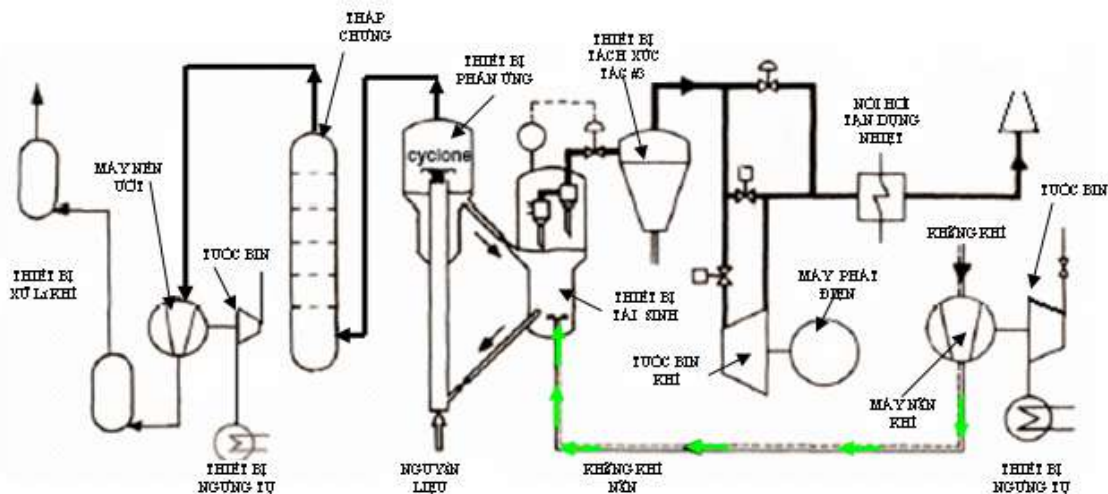 THÁP
CHƯNG
THIẾT BỊ
PHẢN ỨNG
THIẾT BỊ
TÁCH XÚC
TÁC #3
NỒI HƠI
TẬN DỤNG
NHIỆT
cyclone
MÁY NÉN
ƯỚT
TUỐC BIN
TUỐC BIN
KHÔNG KHÍ
THIẾT BỊ
XỬ LÍ KHÍ
THIẾT BỊ
TÁI SINH
MÁY PHÁT
ĐIỆN
TUỐC BIN
KHÍ
MÁY NÉN
KHÍ
THIẾT BỊ
NGƯNG TỤ
NGUYÊN
LIỆU
KHÔNG KHÍ
NÉN
THIẾT BỊ
NGƯNG TỤ